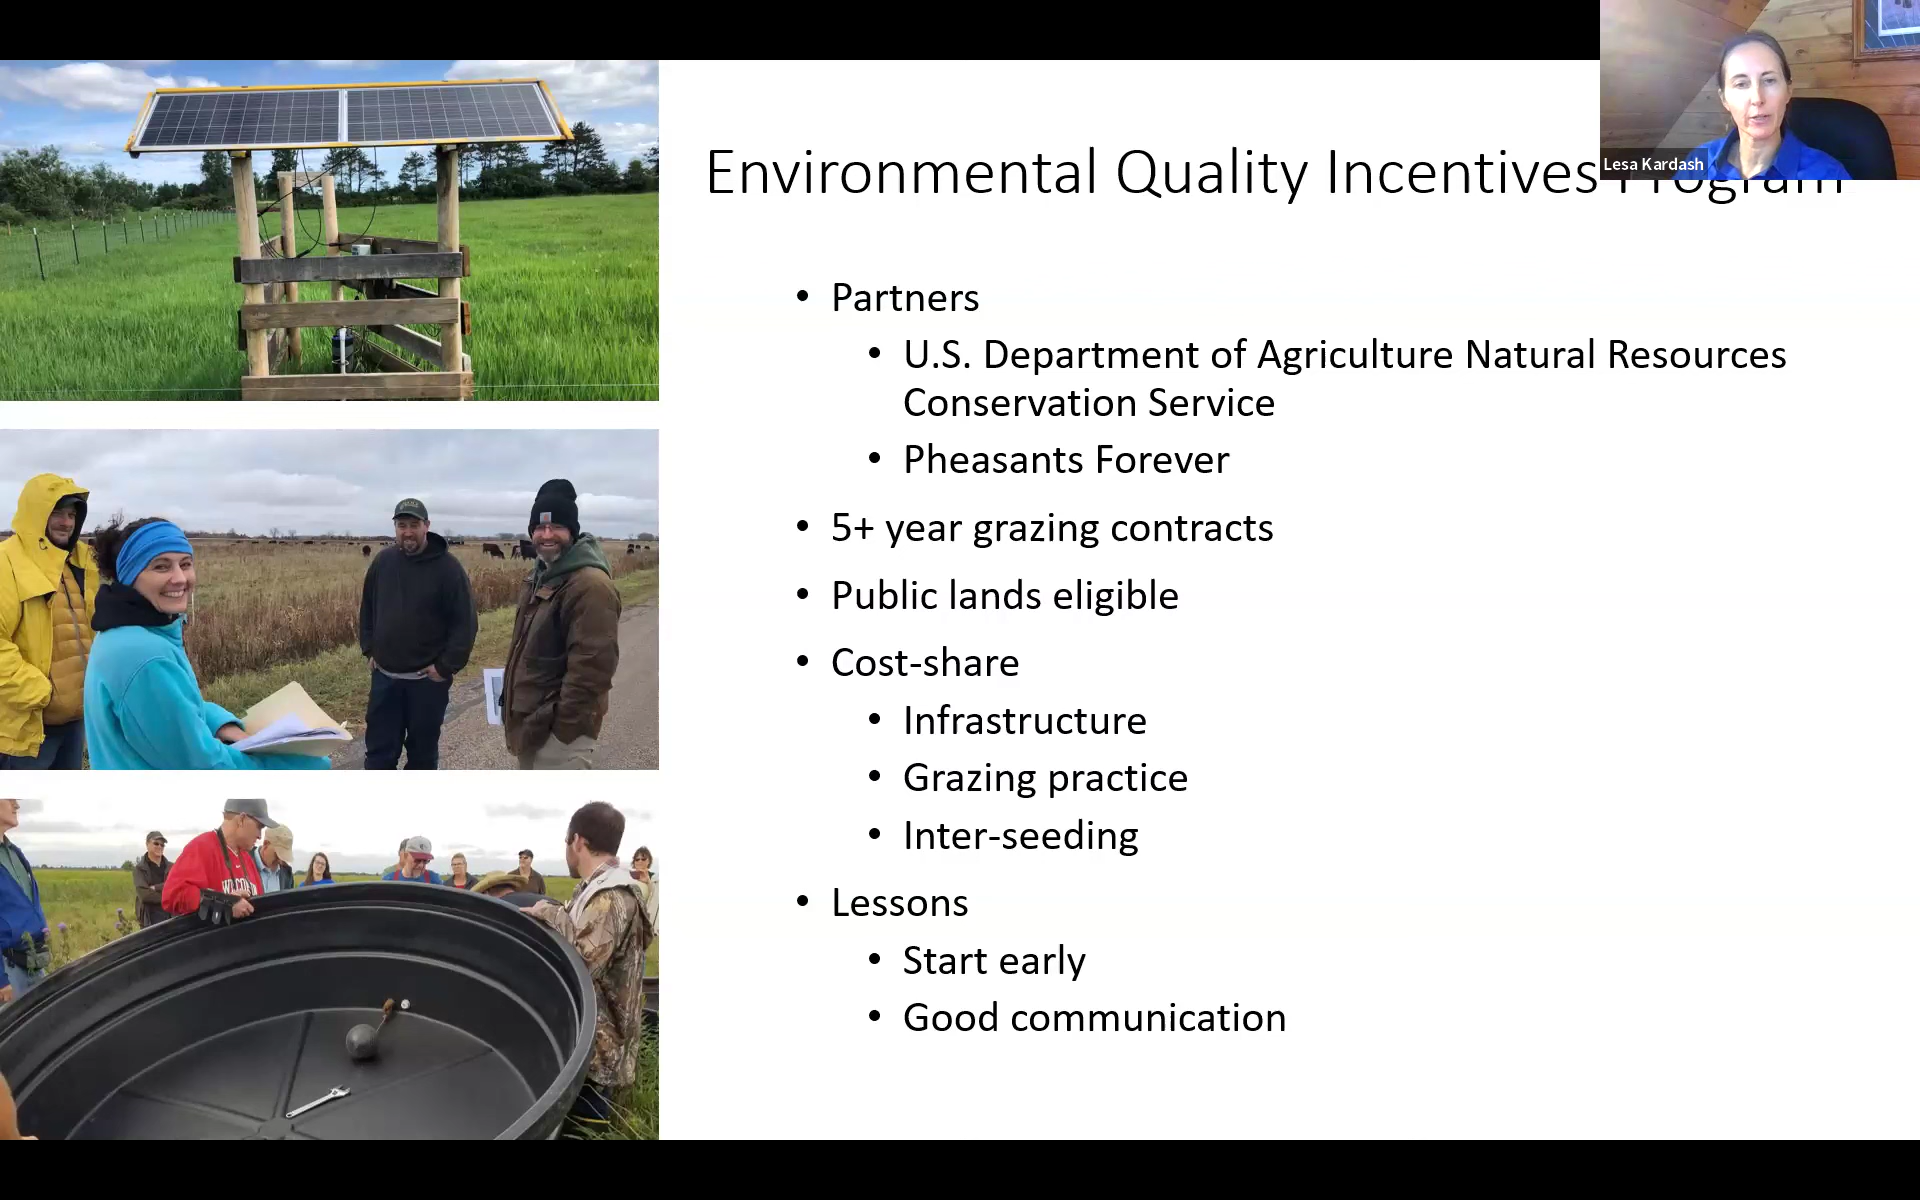 Lesa Kardash
Environmental Quality Incentives Program
• Partners
• U.S. Department of Agriculture Natural Resources
Conservation Service
• Pheasants Forever
• 5+ year grazing contracts
• Public lands eligible
• Cost-share
• Infrastructure
• Grazing practice
• Inter-seeding
• Lessons
• Start early
• Good communication